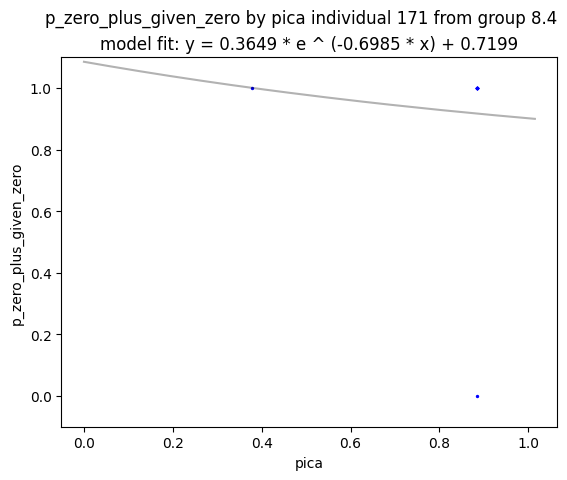 p_zero_plus_given_zero by pica individual 171 from group 8.4
model fit: y = 0.3649 * e ^ (-0.6985 * x) + 0.7199
1.0
0.8
0.6
0.4
0.2
0.0
p_zero_plus_given_zero
0.0 0.2 0.4 0.6 0.8 1.0
pica